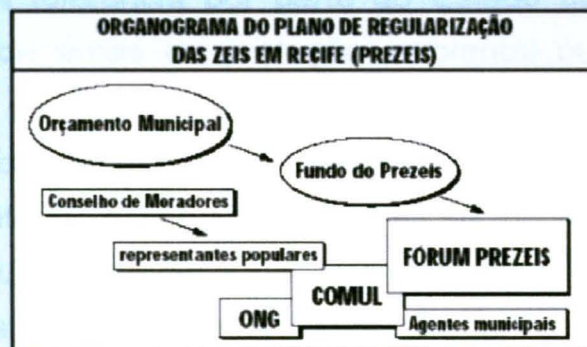 ORGANOGRAMA DO PLANO DE REGULARIZAÇÃO
DAS ZEIS EM RECIFE (PREZEIS)
Orçamento Municipal
Fundo do Prezeis
Conselho de Moradores
representantes populares
FÓRUM PREZEIS
COMUL
ONG
Agentes municipais